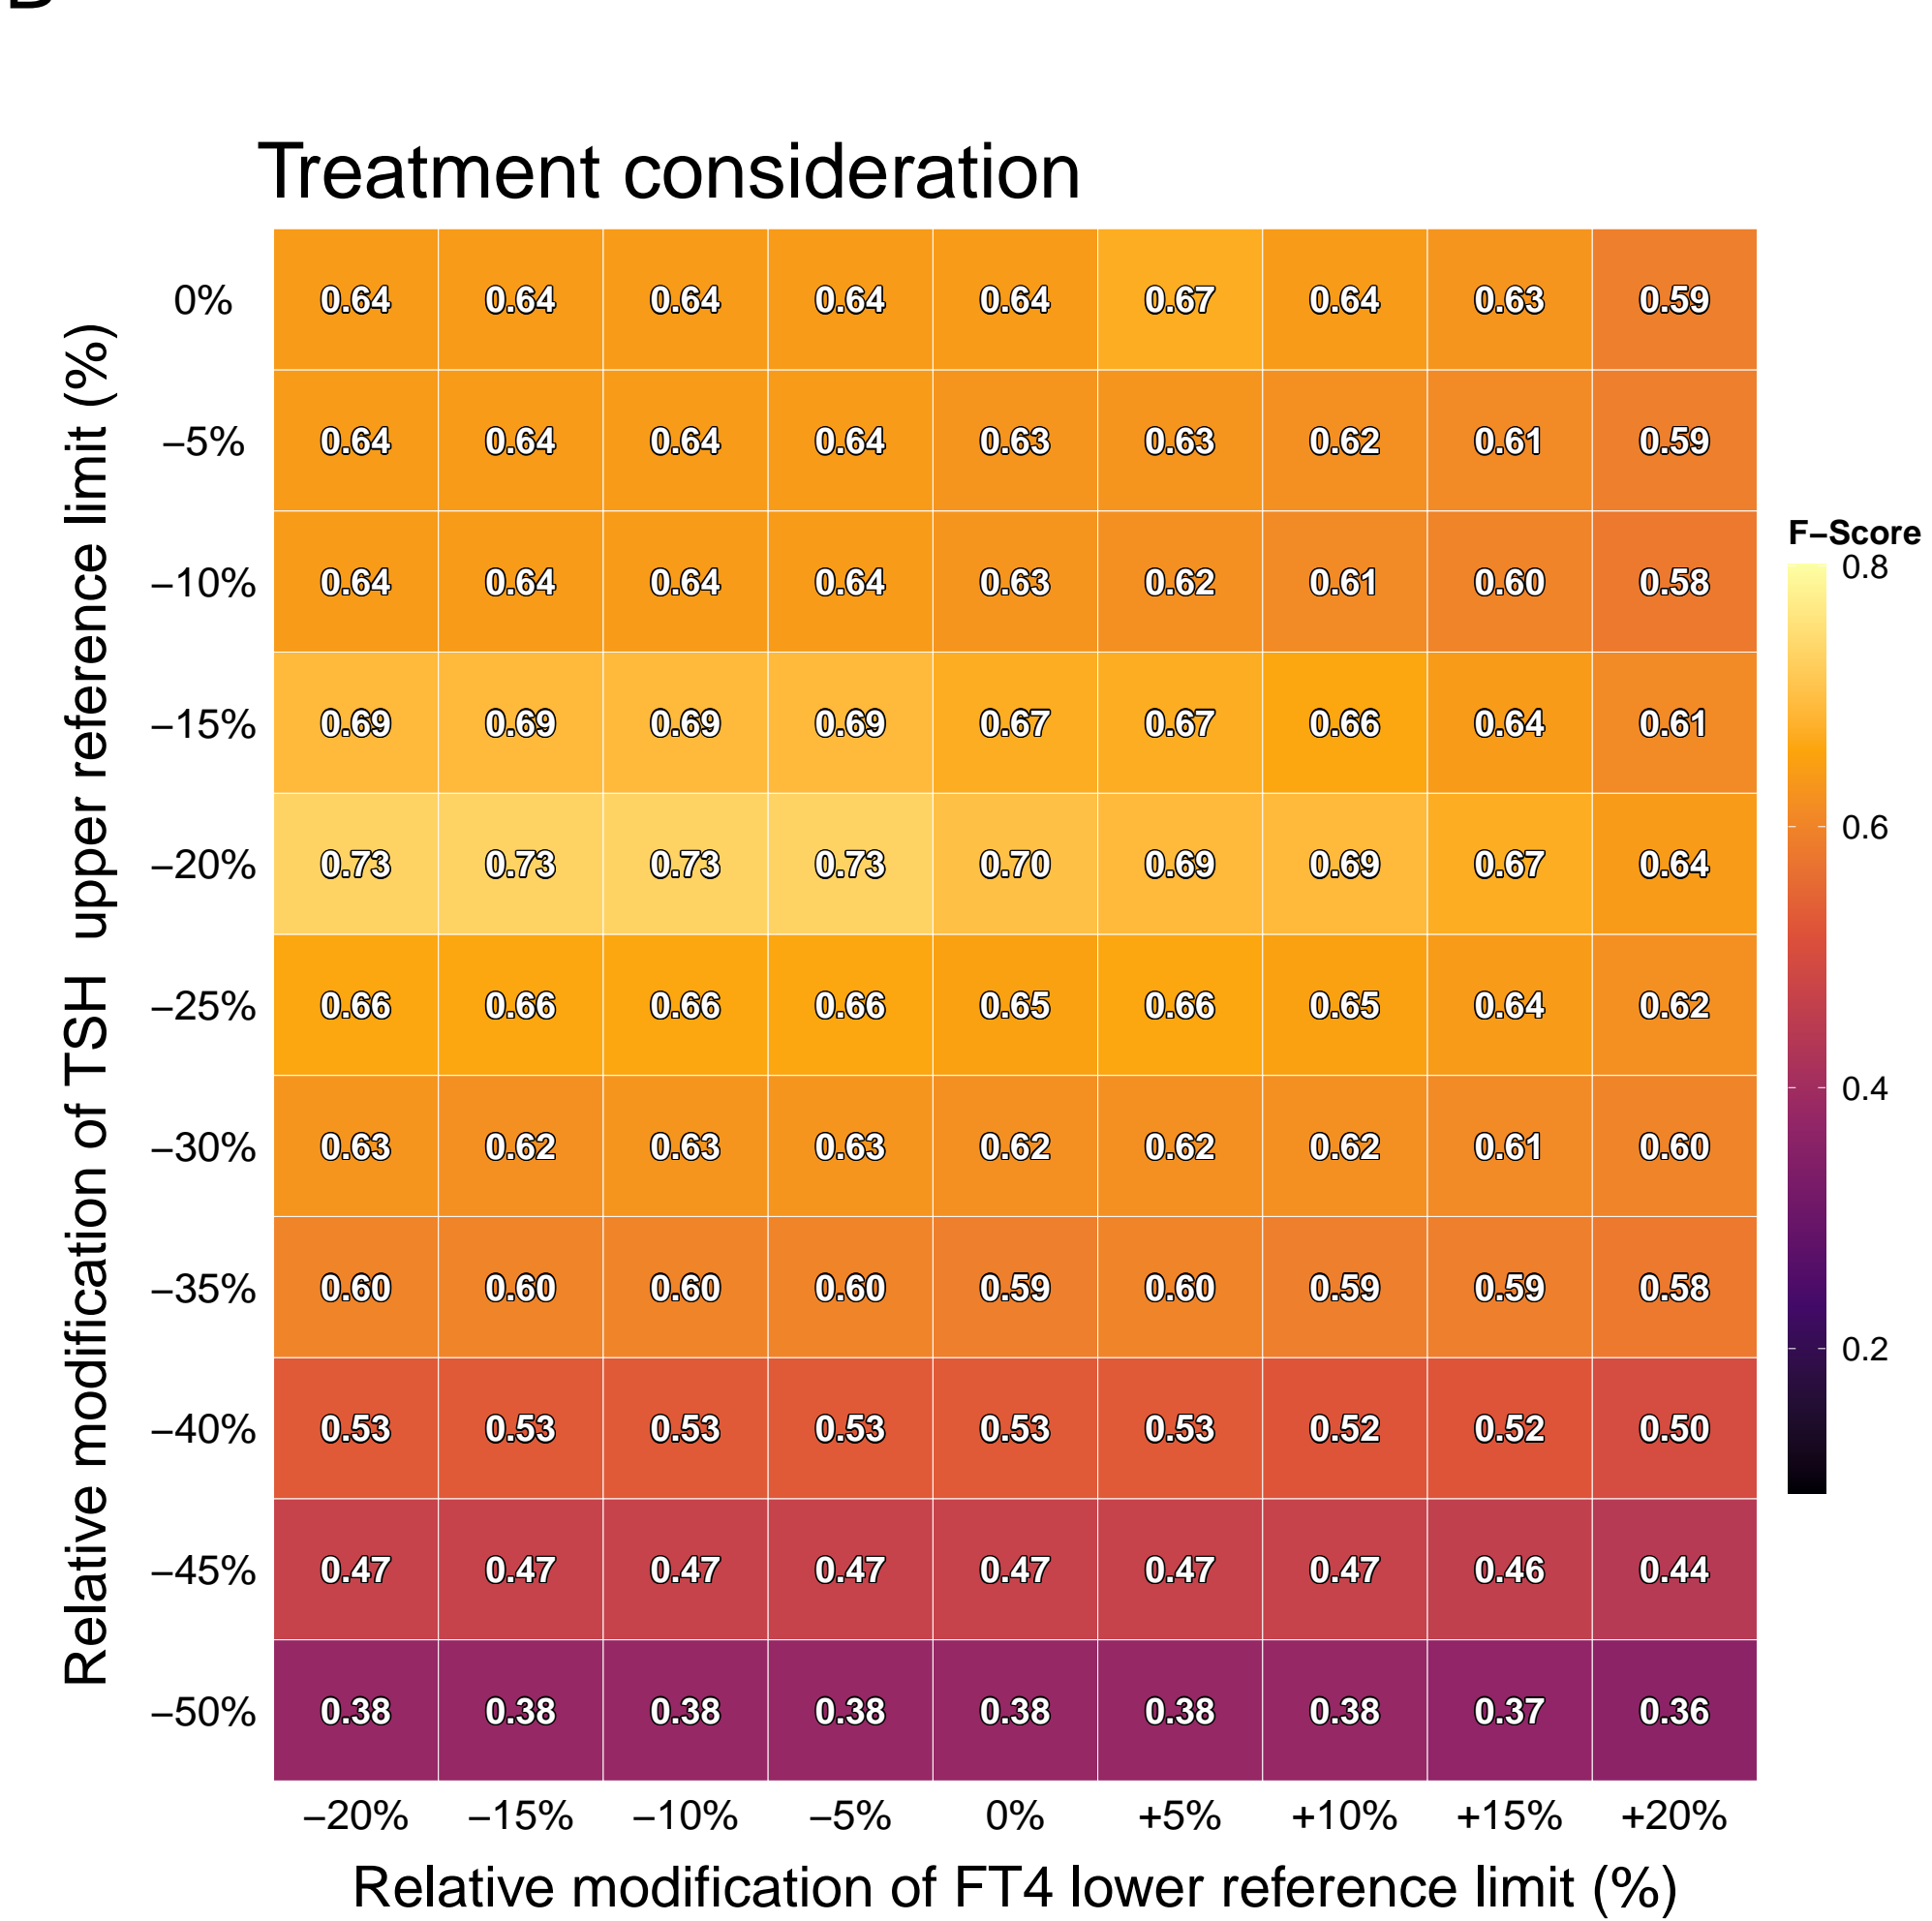 Treatment consideration
Relative modification of TSH upper reference limit (%)
0% 0.64 0.64 0.64 0.64 0.64 0.67 0.64 0.63 0.59
–5% 0.64 0.64 0.64 0.64 0.63 0.63 0.62 0.61 0.59
–10% 0.64 0.64 0.64 0.64 0.63 0.62 0.61 0.60 0.58
–15% 0.69 0.69 0.69 0.69 0.67 0.67 0.66 0.64 0.61
–20% 0.73 0.73 0.73 0.73 0.70 0.69 0.69 0.67 0.64
–25% 0.66 0.66 0.66 0.66 0.65 0.66 0.65 0.64 0.62
–30% 0.63 0.62 0.63 0.63 0.62 0.62 0.62 0.61 0.60
–35% 0.60 0.60 0.60 0.60 0.59 0.60 0.59 0.59 0.58
–40% 0.53 0.53 0.53 0.53 0.53 0.53 0.52 0.52 0.50
–45% 0.47 0.47 0.47 0.47 0.47 0.47 0.47 0.46 0.44
–50% 0.38 0.38 0.38 0.38 0.38 0.38 0.38 0.37 0.36
–20% –15% –10% –5% 0% +5% +10% +15% +20%
Relative modification of FT4 lower reference limit (%)
F–Score
0.8
0.6
0.4
0.2